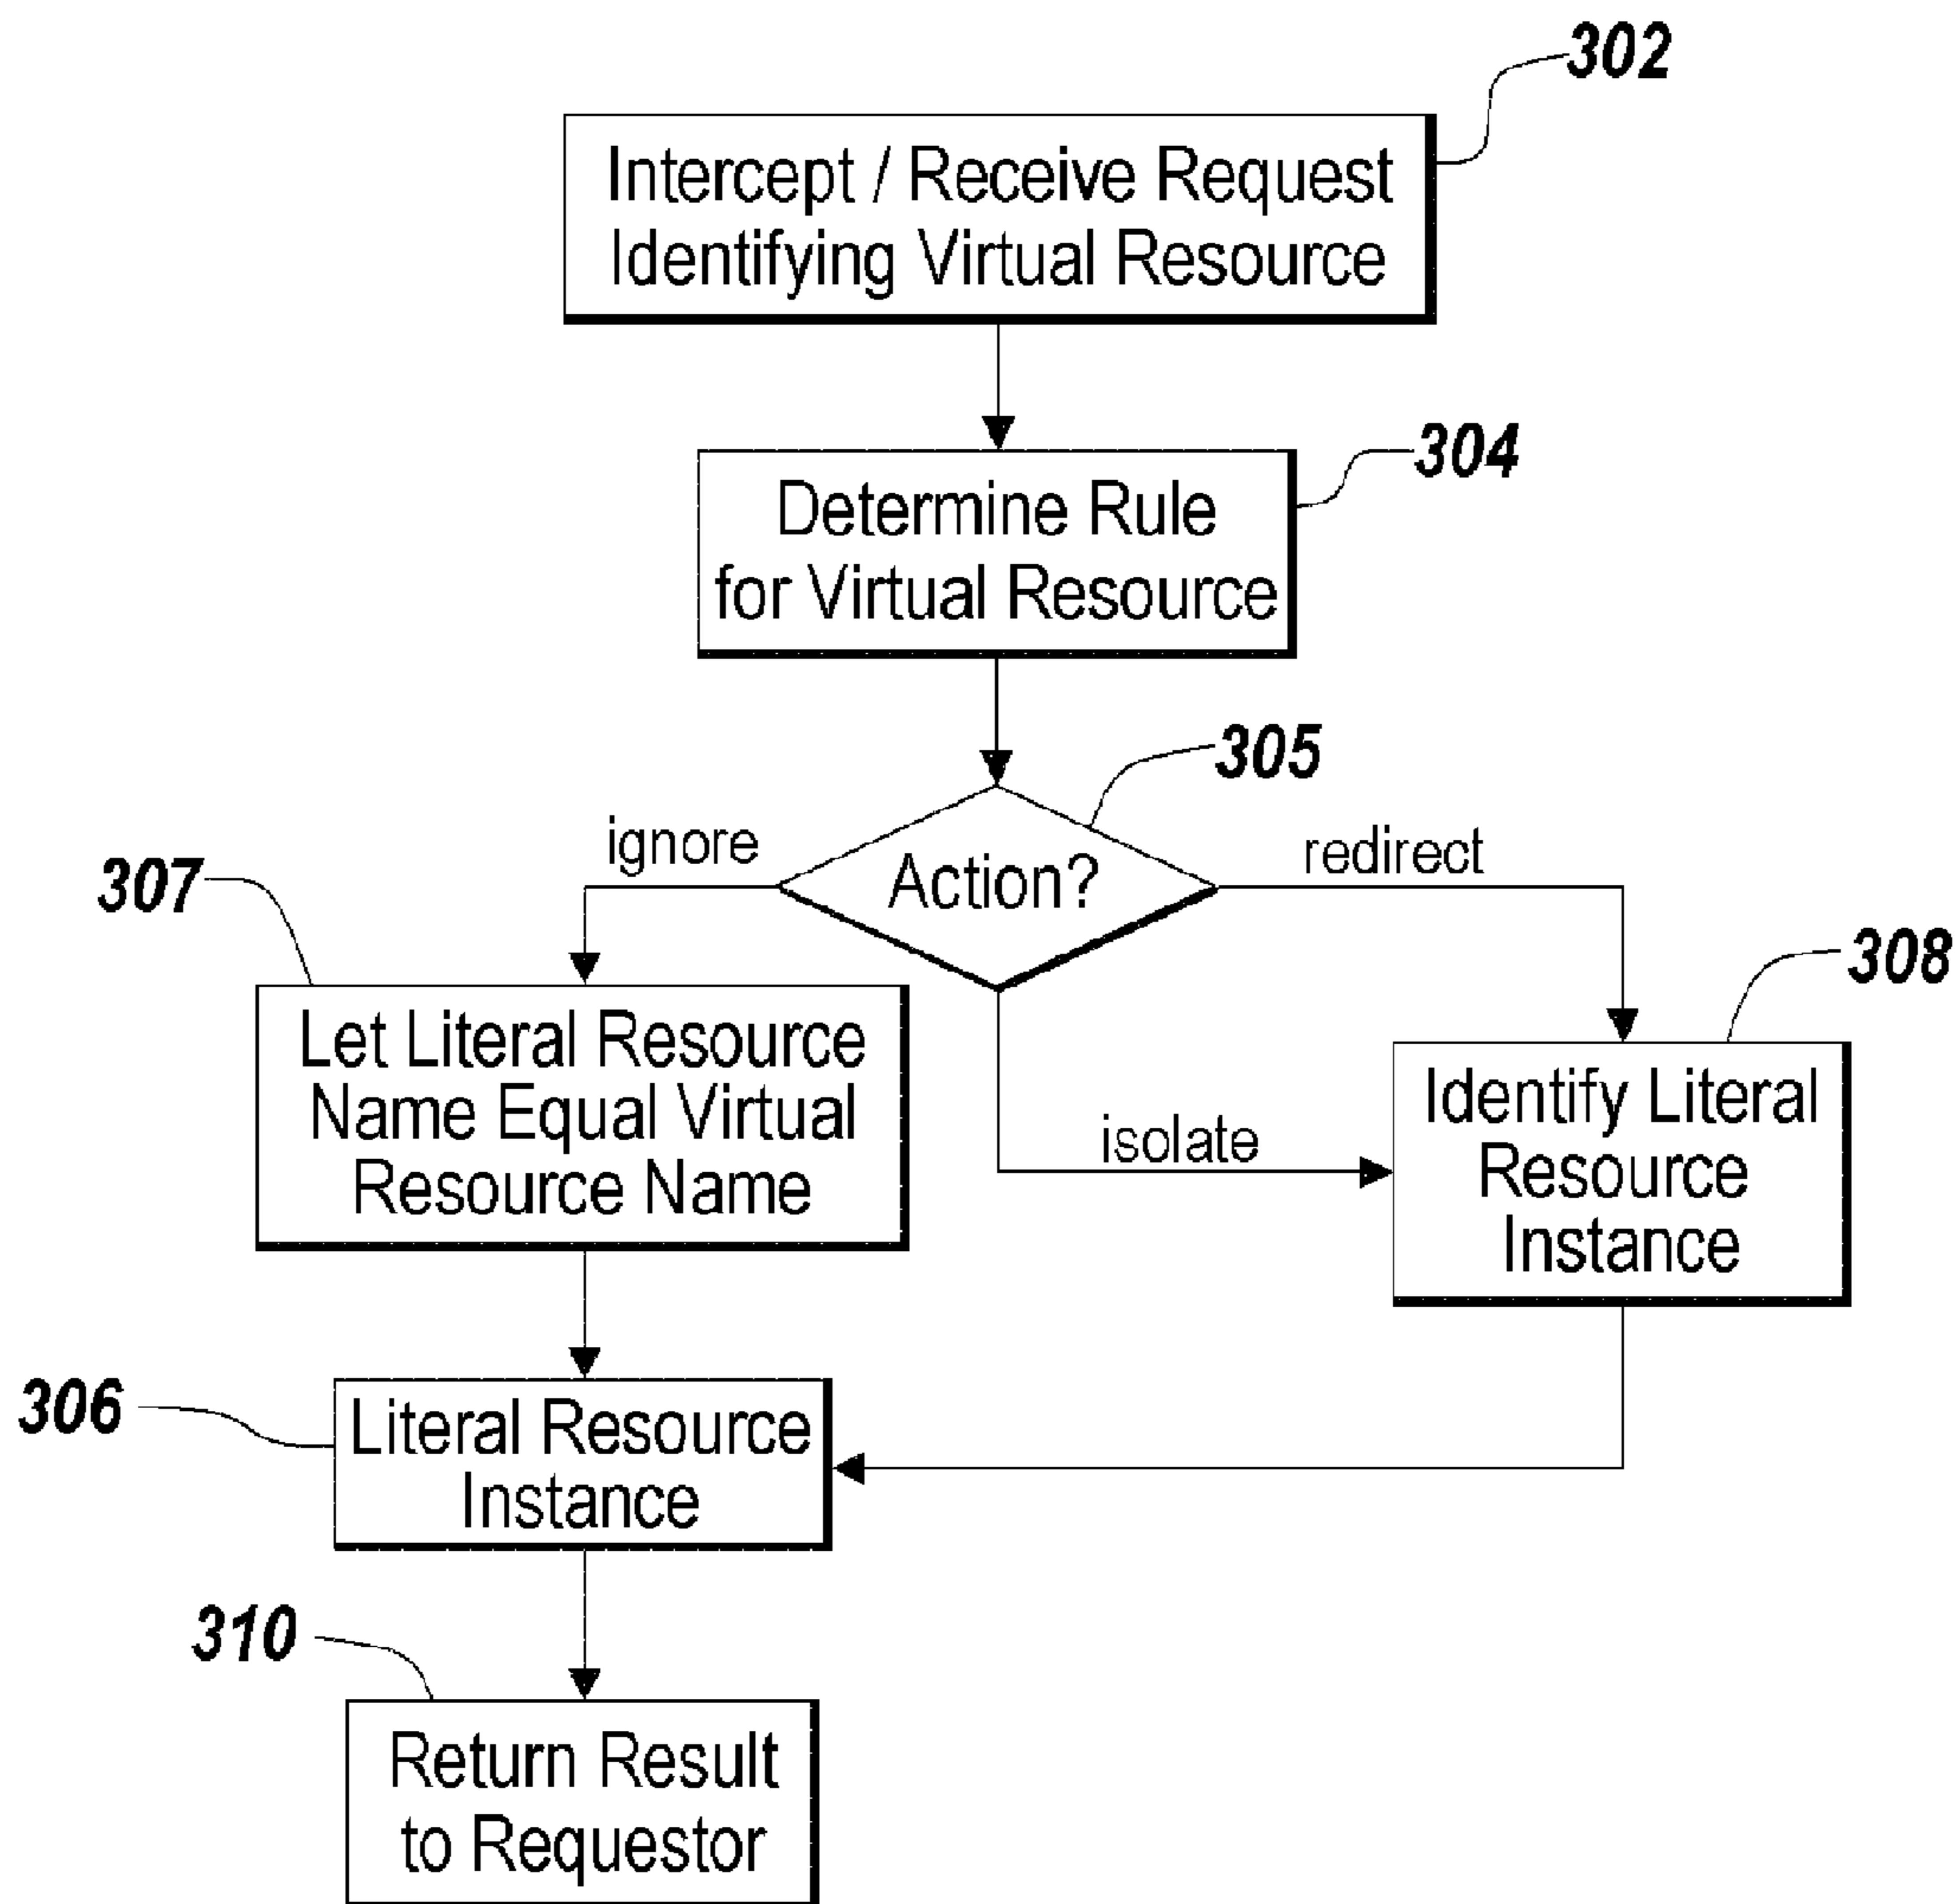 302
Intercept / Receive Request
Identifying Virtual Resource
304
Determine Rule
for Virtual Resource
305
ignore
Action?
redirect
307
308
Let Literal Resource
Name Equal Virtual
Resource Name
isolate
Identify Literal
Resource
Instance
306
Literal Resource
Instance
310
Return Result
to Requestor